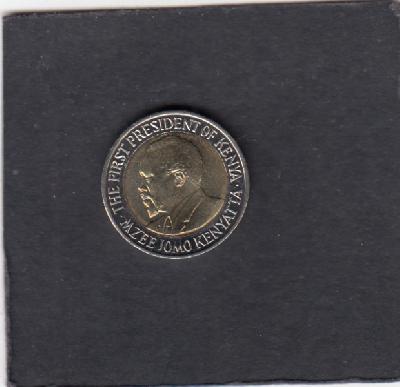 · THE FIRST PRESIDENT OF KENYA ·
MZEE JOMO KENYATTA